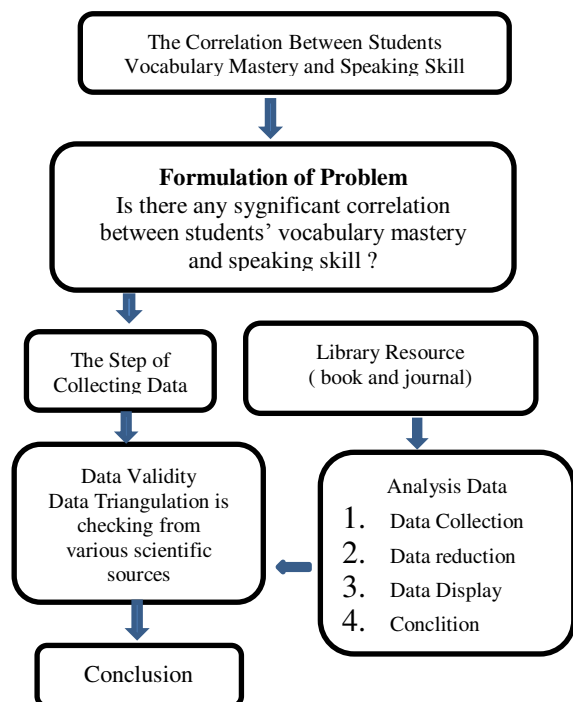 The Correlation Between Students
Vocabulary Mastery and Speaking Skill
Formulation of Problem
Is there any sygnificant correlation
between students’ vocabulary mastery
and speaking skill ?
The Step of
Collecting Data
Library Resource
( book and journal)
Data Validity
Data Triangulation is
checking from
various scientific
sources
Analysis Data
1. Data Collection
2. Data reduction
3. Data Display
4. Conclition
Conclusion